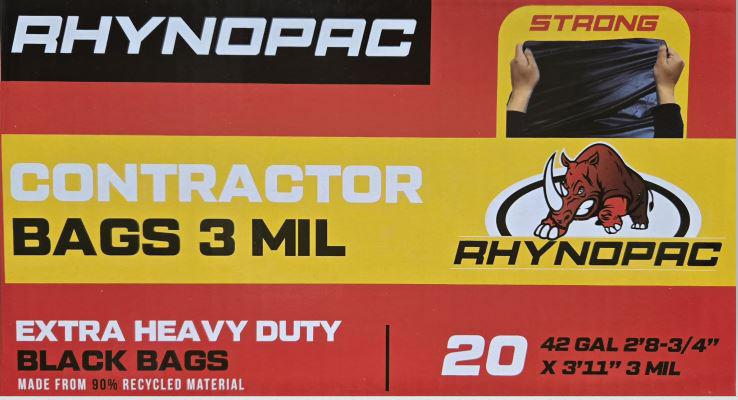 RHYNOPAC
STRONG
CONTRACTOR
BAGS 3 MIL
RHYNOPAC
EXTRA HEAVY DUTY
BLACK BAGS
MADE FROM 90% RECYCLED MATERIAL
20
42 GAL 2'8-3/4"
X 3'11" 3 MIL